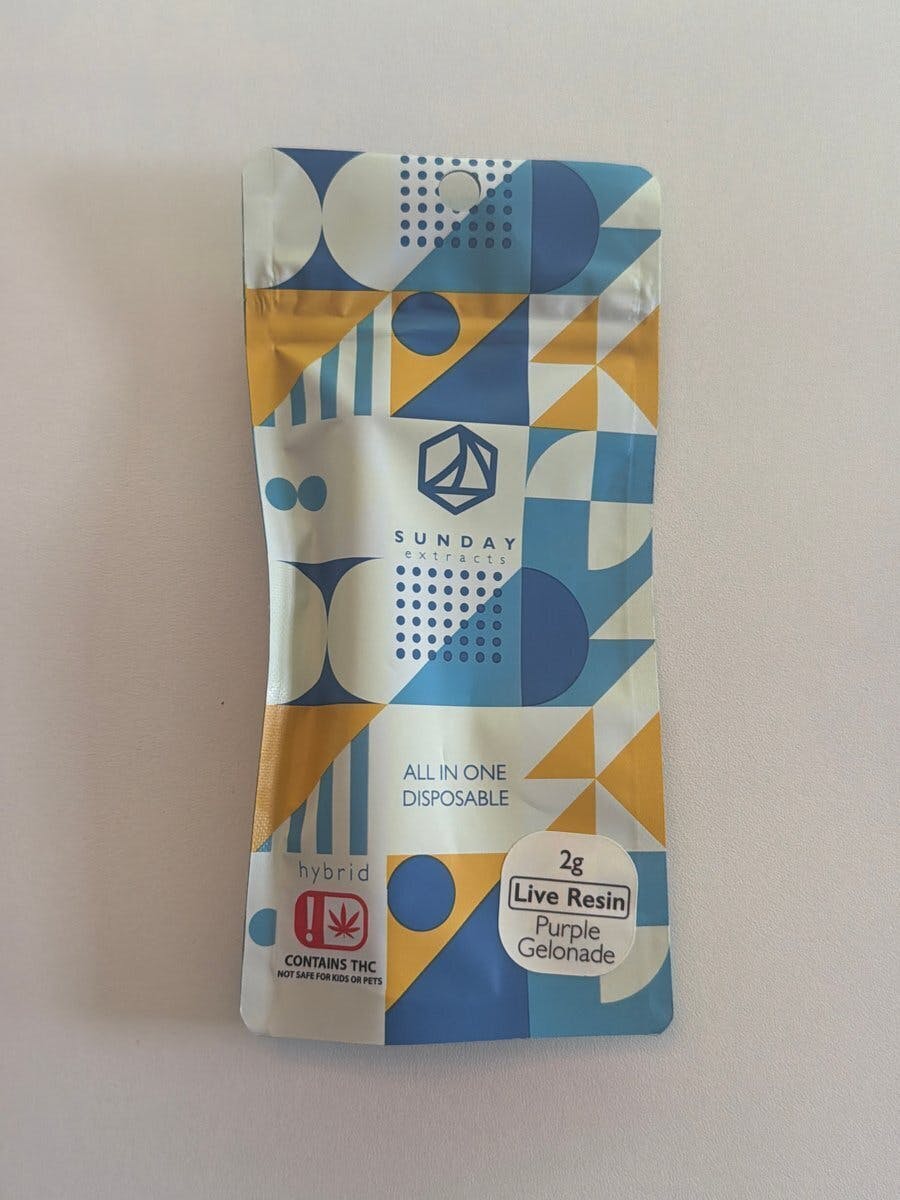 SUNDAY
extracts
ALL IN ONE
DISPOSABLE
hybrid
!
CONTAINS THC
NOT SAFE FOR KIDS OR PETS
2g
Live Resin
Purple
Gelonade